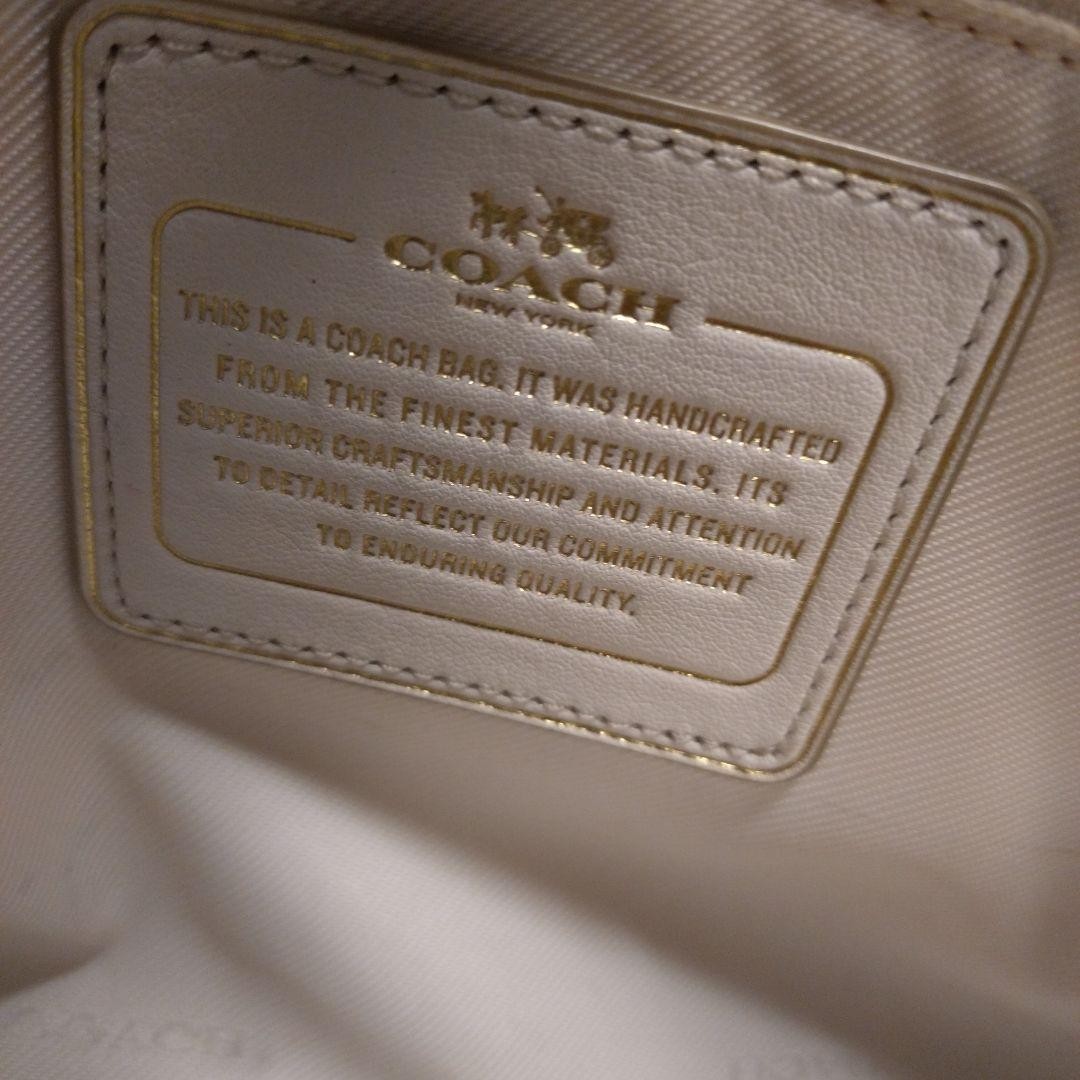 COACH
NEW YORK
THIS IS A COACH BAG. IT WAS HANDCRAFTED
FROM THE FINEST MATERIALS. ITS
SUPERIOR CRAFTSMANSHIP AND ATTENTION
TO DETAIL REFLECT OUR COMMITMENT
TO ENDURING QUALITY.
COACH